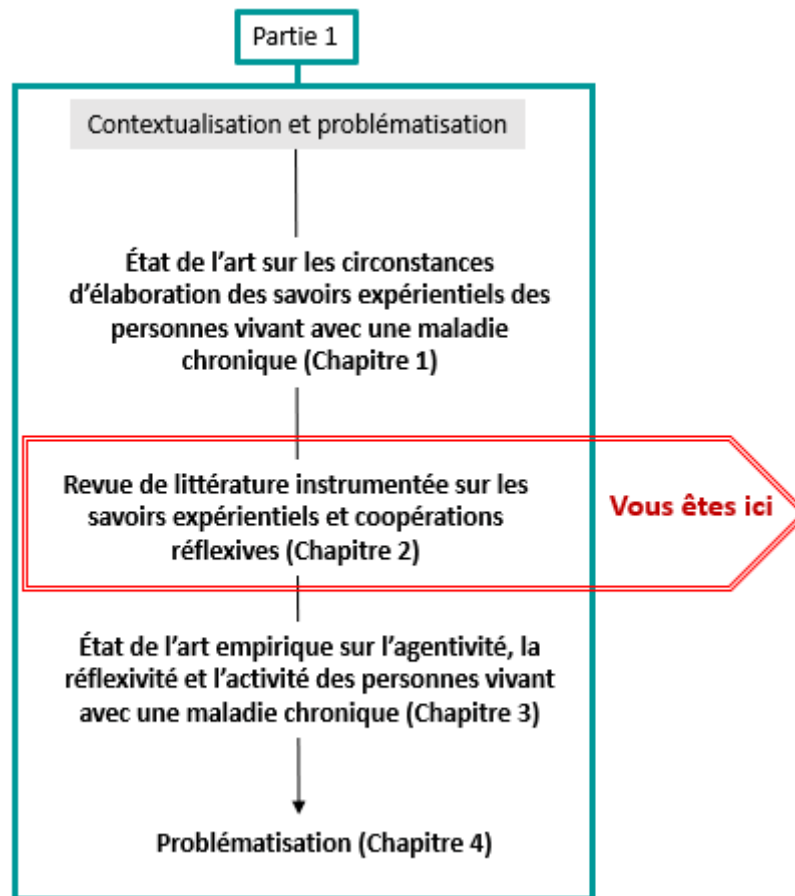 Partie 1
Contextualisation et problématisation
État de l’art sur les circonstances
d’élaboration des savoirs expérientiels des
personnes vivant avec une maladie
chronique (Chapitre 1)
Revue de littérature instrumentée sur les
savoirs expérientiels et coopérations
réflexives (Chapitre 2)
Vous êtes ici
État de l’art empirique sur l’agentivité, la
réflexivité et l’activité des personnes vivant
avec une maladie chronique (Chapitre 3)
Problématisation (Chapitre 4)